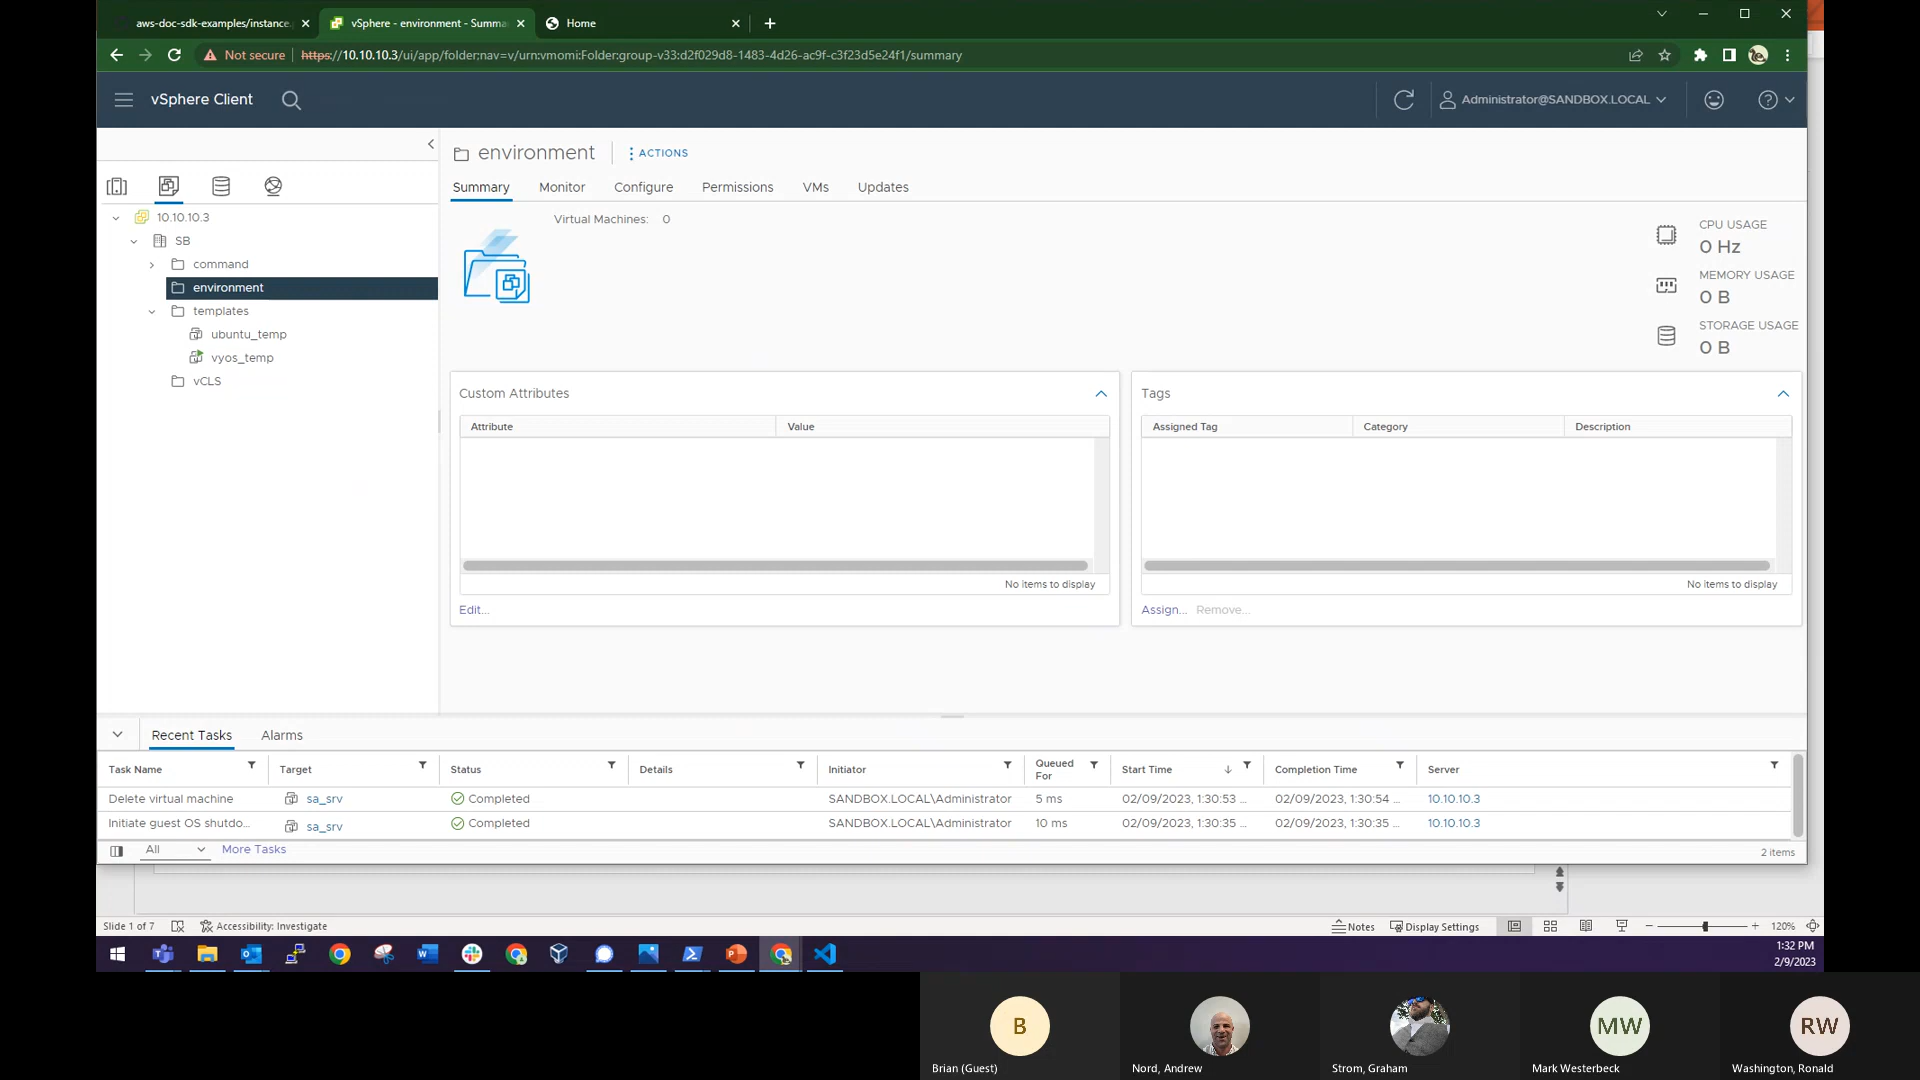 aws-doc-sdk-examples/instance.
vSphere - environment - Summa
Home
Not secure
https://10.10.10.3/ui/app/folder;nav=v/urn:vmomi:Folder:group-v33:d2f029d8-1483-4d26-ac9f-c3f23d5e24f1/summary
vSphere Client
Administrator@SANDBOX.LOCAL
environment
ACTIONS
Summary Monitor Configure Permissions VMs Updates
10.10.10.3
SB
command
environment
templates
ubuntu_temp
vyos_temp
vCLS
Virtual Machines: 0
CPU USAGE
0 Hz
MEMORY USAGE
0 B
STORAGE USAGE
0 B
Custom Attributes
Attribute Value
No items to display
Edit...
Tags
Assigned Tag Category Description
No items to display
Assign... Remove...
Recent Tasks Alarms
Task Name Target Status Details Initiator Queued For Start Time Completion Time Server
Delete virtual machine sa_srv Completed SANDBOX.LOCAL\Administrator 5 ms 02/09/2023, 1:30:53 ... 02/09/2023, 1:30:54 ... 10.10.10.3
Initiate guest OS shutdo... sa_srv Completed SANDBOX.LOCAL\Administrator 10 ms 02/09/2023, 1:30:35 ... 02/09/2023, 1:30:35 ... 10.10.10.3
All More Tasks
2 items
Slide 1 of 7 Accessibility: Investigate Notes Display Settings 120%
1:32 PM
2/9/2023
B
MW
RW
Brian (Guest) Nord, Andrew Strom, Graham Mark Westerbeck Washington, Ronald